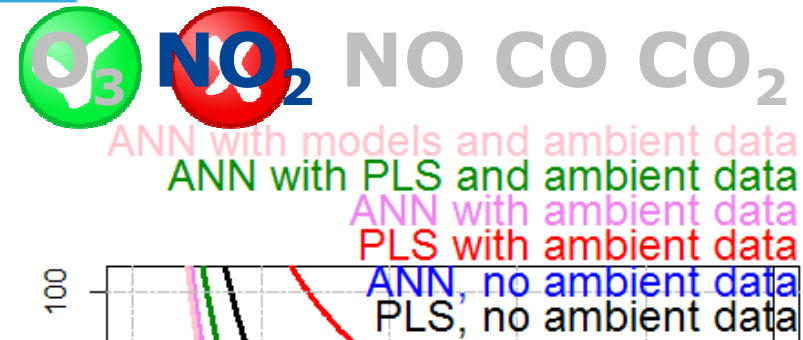 O₃ NO₂ NO CO CO₂
ANN with models and ambient data
ANN with PLS and ambient data
ANN with ambient data
PLS with ambient data
ANN, no ambient data
PLS, no ambient data
100